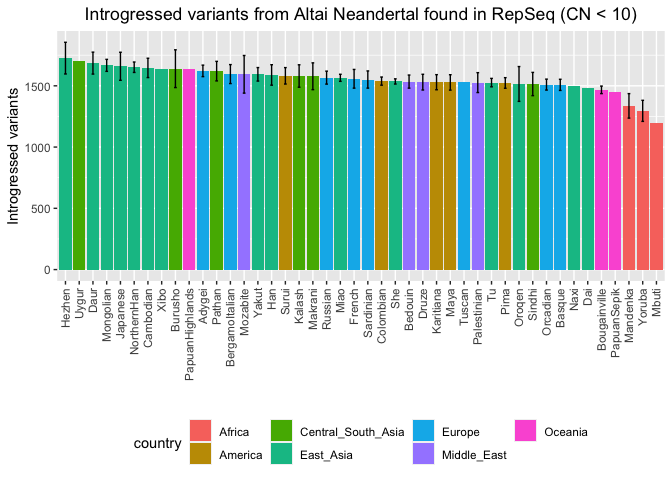 Introgressed variants from Altai Neandertal found in RepSeq (CN < 10)
Introgressed variants
1500
1000
500
0
Hezhen
Uygur
Daur
Mongolian
Japanese
NorthernHan
Cambodian
Xibo
Burusho
PapuanHighlands
Adygei
Pathan
BergamoItalian
Mozabite
Yakut
Han
Surui
Kalash
Makrani
Russian
Miao
French
Sardinian
Colombian
She
Bedouin
Druze
Karitiana
Maya
Tuscan
Palestinian
Tu
Pima
Oroqen
Sindhi
Orcadian
Basque
Naxi
Dai
Bougainville
PapuanSepik
Mandenka
Yoruba
Mbuti
country
Africa
Central_South_Asia
Europe
Oceania
America
East_Asia
Middle_East